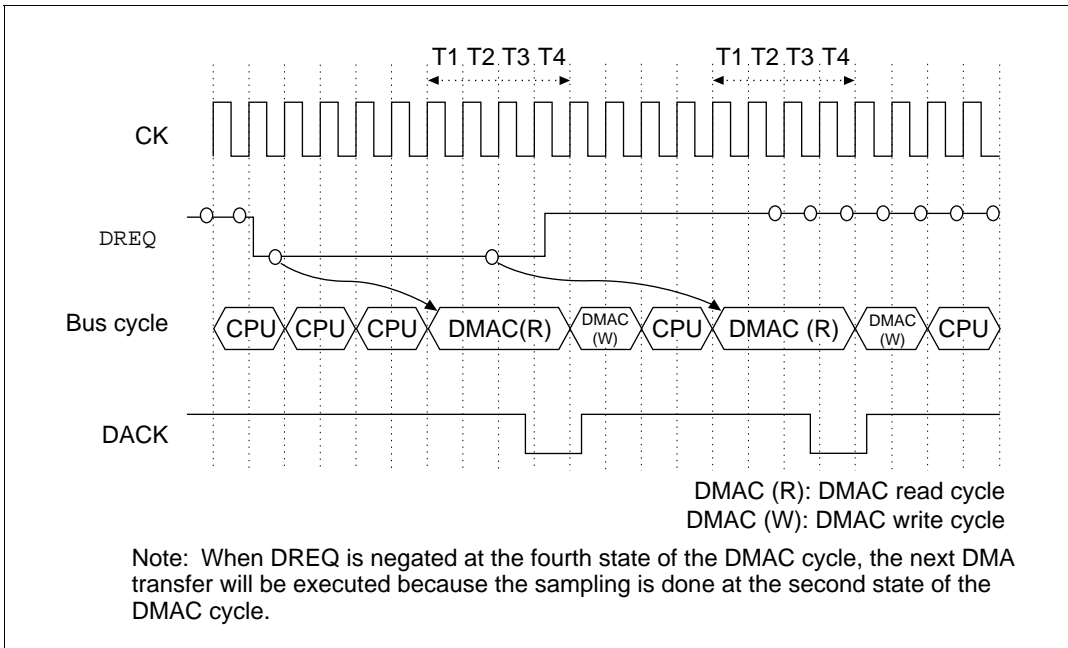 T1 T2 T3 T4 T1 T2 T3 T4
CK
DREQ
Bus cycle CPU CPU CPU DMAC(R) DMAC (W) CPU DMAC (R) DMAC (W) CPU
DACK
DMAC (R): DMAC read cycle
DMAC (W): DMAC write cycle
Note: When DREQ is negated at the fourth state of the DMAC cycle, the next DMA
transfer will be executed because the sampling is done at the second state of the
DMAC cycle.